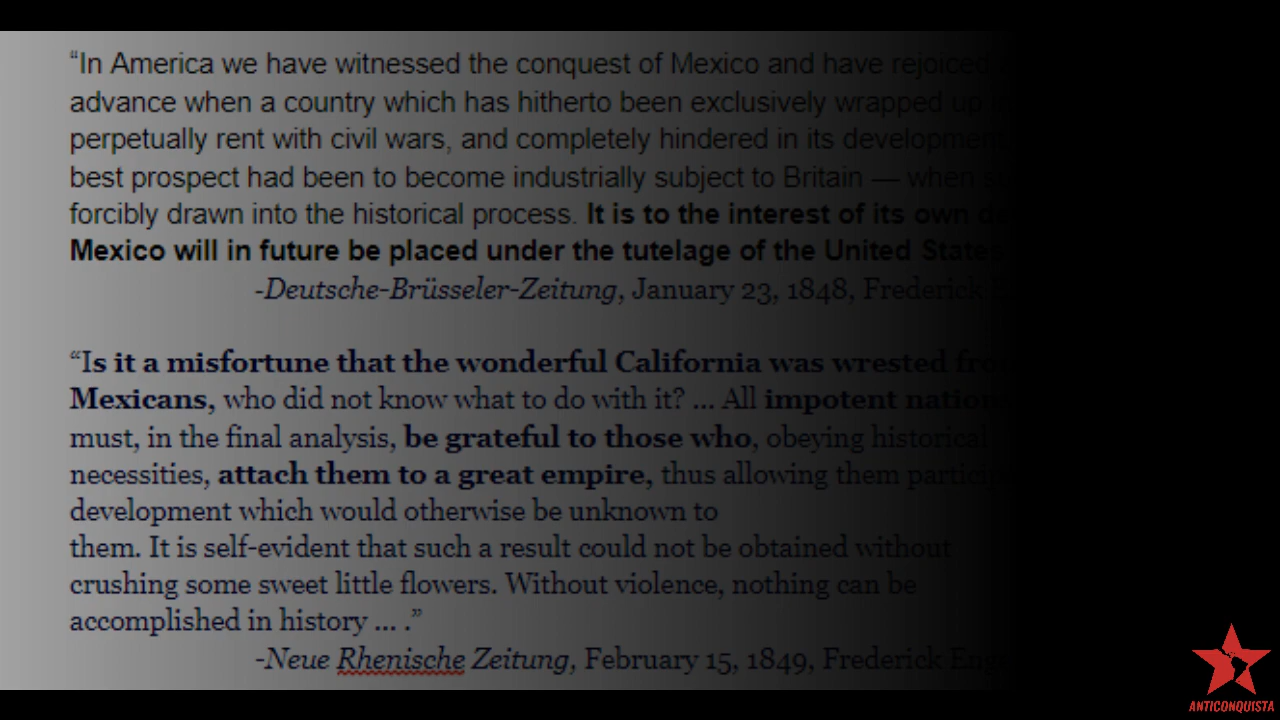 “In America we have witnessed the conquest of Mexico and have rejoiced
advance when a country which has hitherto been exclusively wrapped up
perpetually rent with civil wars, and completely hindered in its development
best prospect had been to become industrially subject to Britain — when
forcibly drawn into the historical process. It is to the interest of its own
Mexico will in future be placed under the tutelage of the United States
-Deutsche-Brüsseler-Zeitung, January 23, 1848, Frederick
“Is it a misfortune that the wonderful California was wrested
Mexicans, who did not know what to do with it? ... All impotent
must, in the final analysis, be grateful to those who, obeying historical
necessities, attach them to a great empire, thus allowing them
development which would otherwise be unknown to
them. It is self-evident that such a result could not be obtained without
crushing some sweet little flowers. Without violence, nothing can be
accomplished in history ... .”
-Neue Rhenische Zeitung, February 15, 1849, Frederick
ANTICONQUISTA